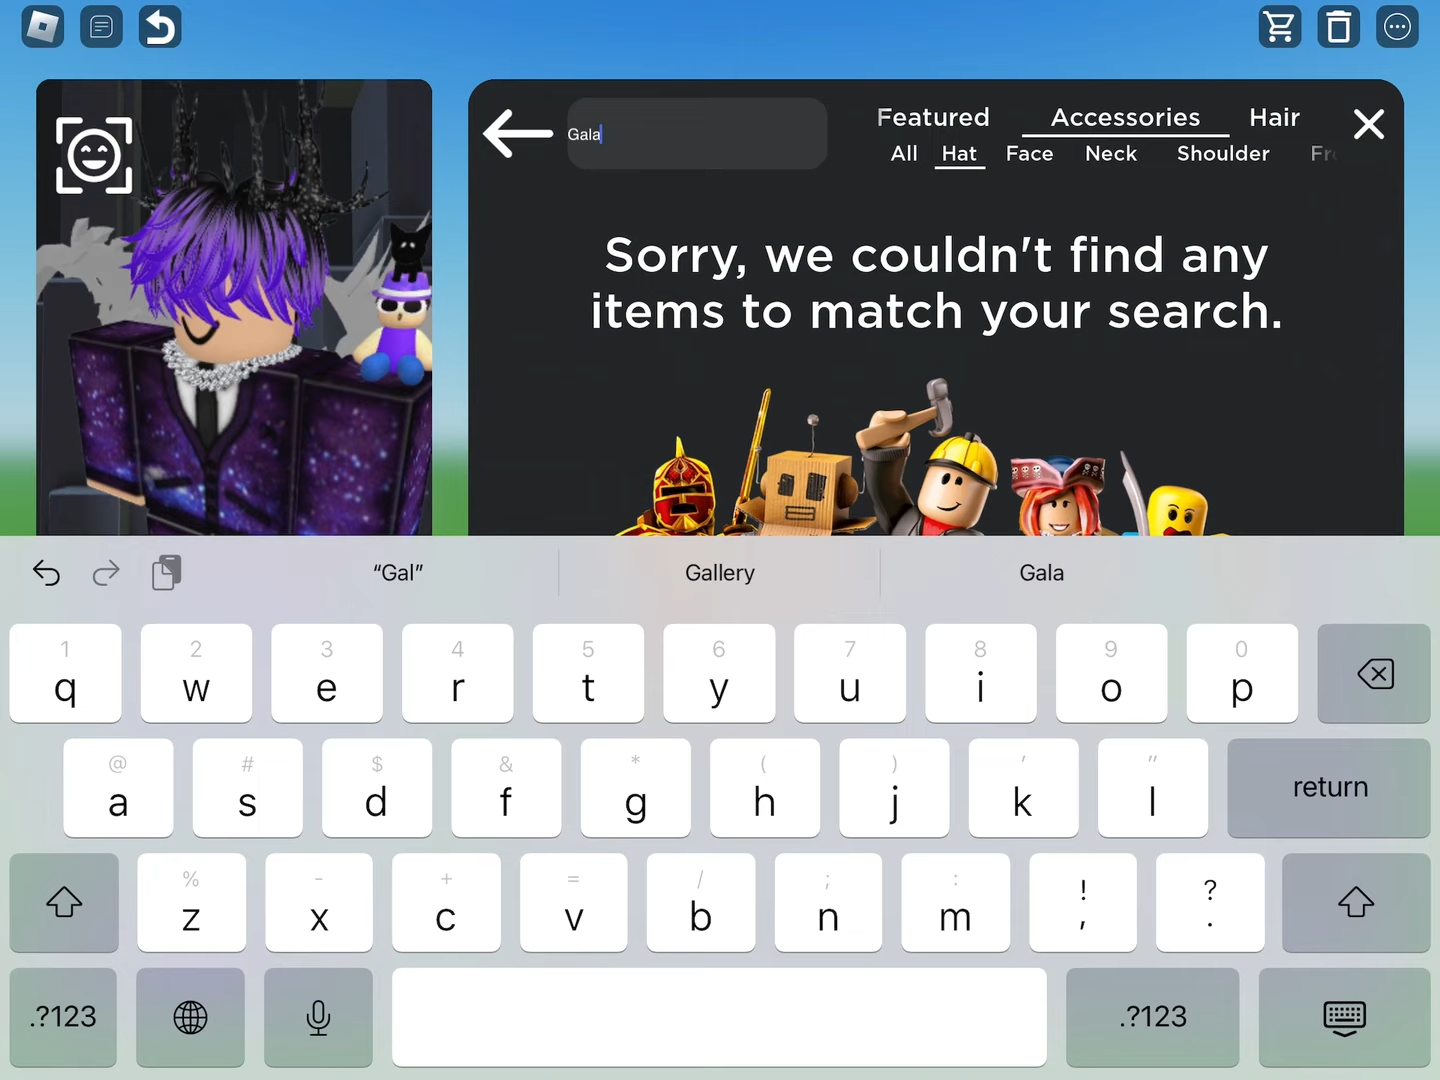 Gala
Featured Accessories Hair
All Hat Face Neck Shoulder Fr
Sorry, we couldn't find any
items to match your search.
“Gal” Gallery Gala
1 2 3 4 5 6 7 8 9 0
q w e r t y u i o p
@ # $ & * ( ) ' "
a s d f g h j k l return
% - + = / ; : ! ?
z x c v b n m , .
.?123 .?123